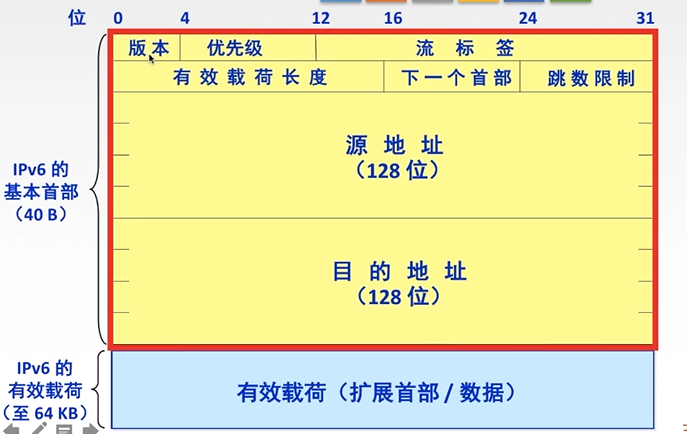 位 0 4 12 16 24 31
版本 优先级 流标签
有效载荷长度 下一个首部 跳数限制
源地址
（128 位）
IPv6 的
基本首部
（40 B）
目的地址
（128 位）
IPv6 的
有效载荷
（至 64 KB）
有效载荷（扩展首部 / 数据）